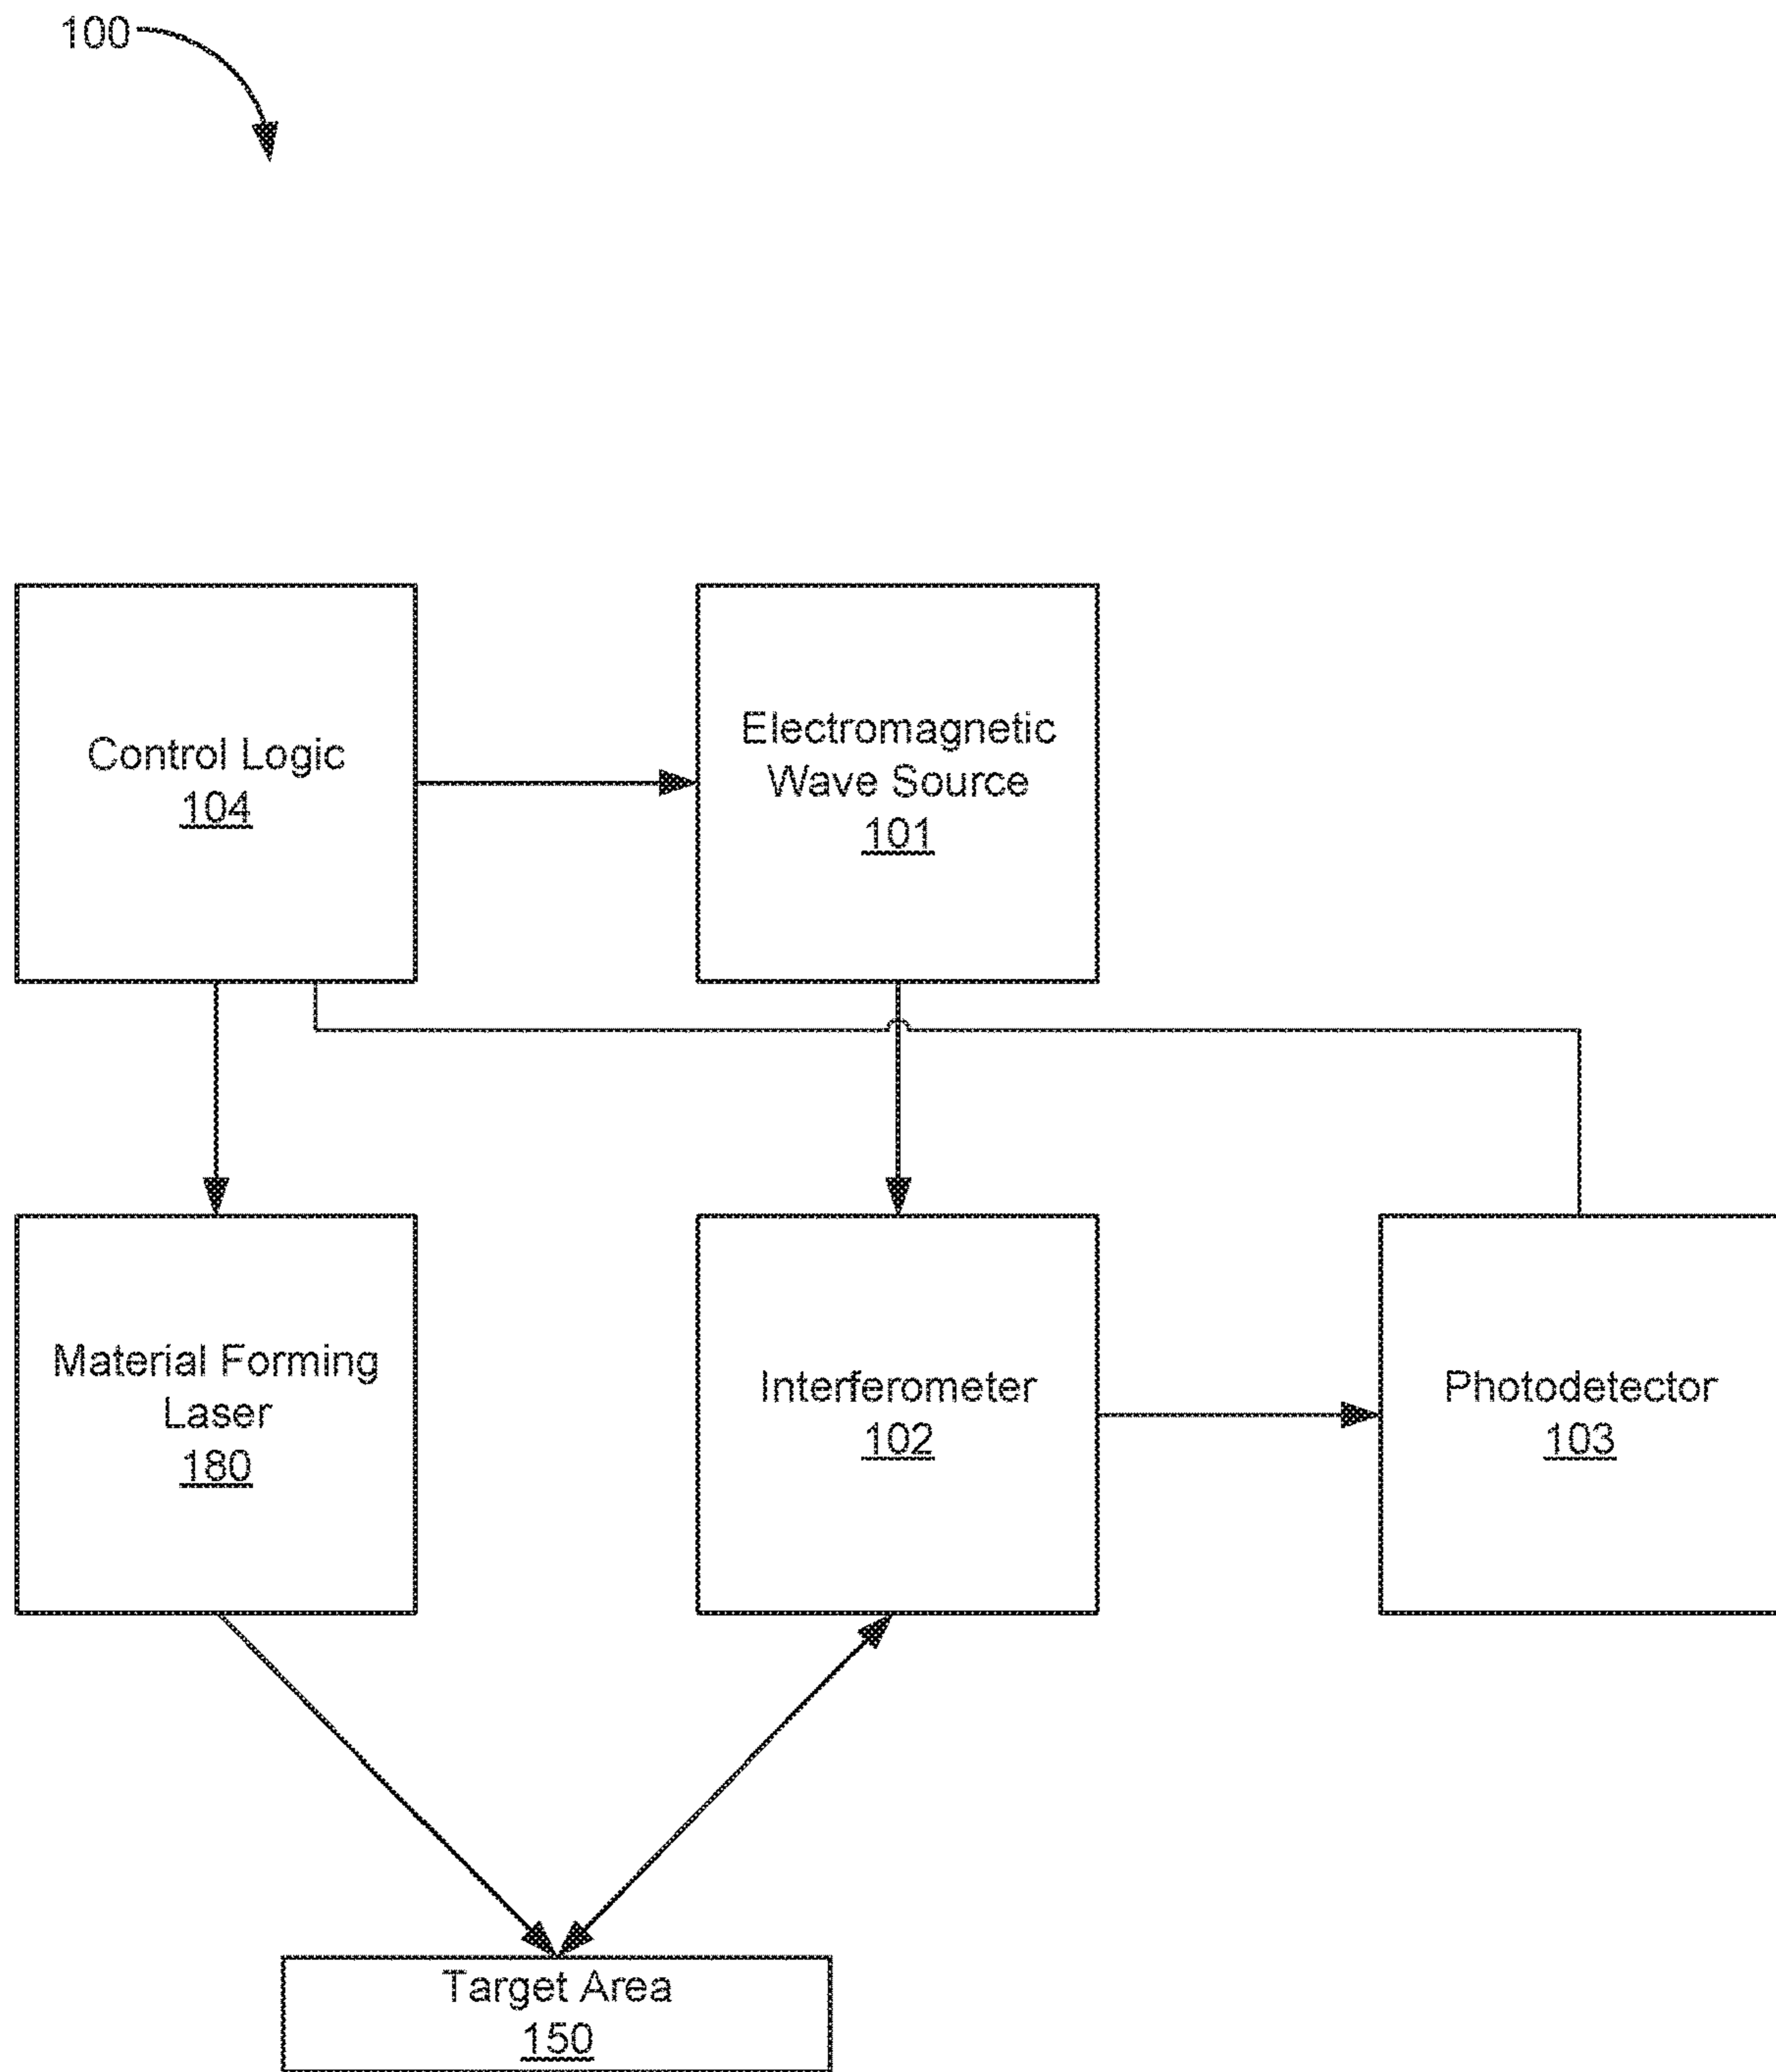 100
Control Logic
104
Electromagnetic
Wave Source
101
Material Forming
Laser
180
Interferometer
102
Photodetector
103
Target Area
150